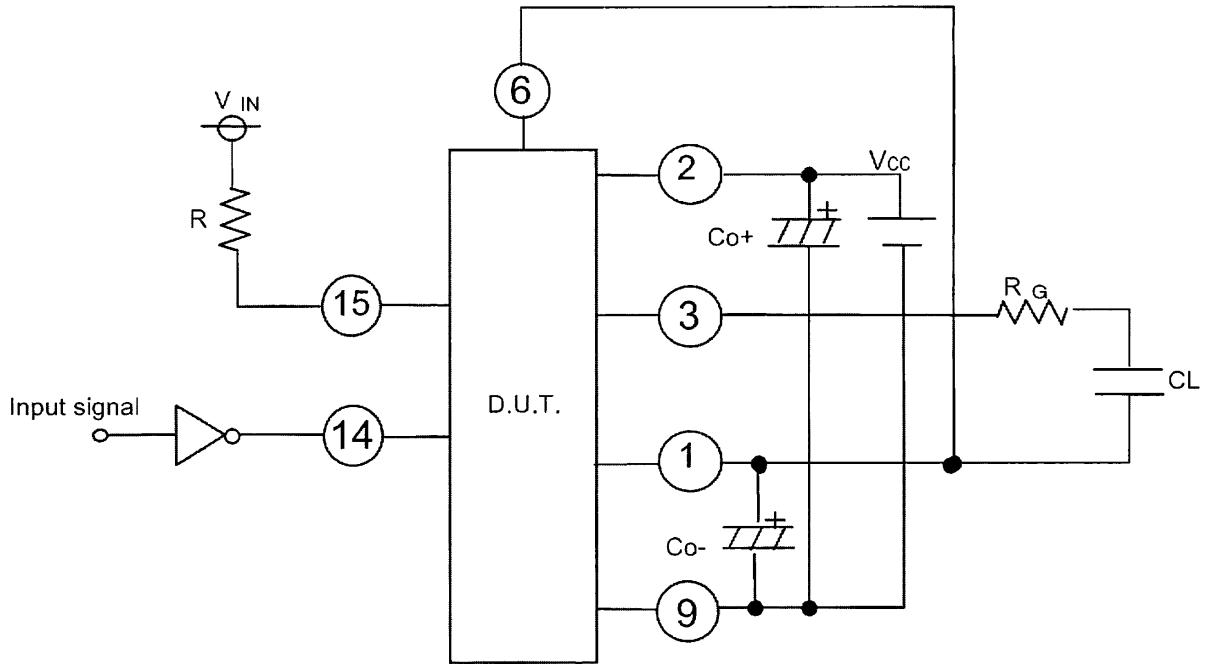 6
V IN
2
Vcc
+
Co+
R
15
3
R G
CL
Input signal
14
D.U.T.
1
+
Co-
9